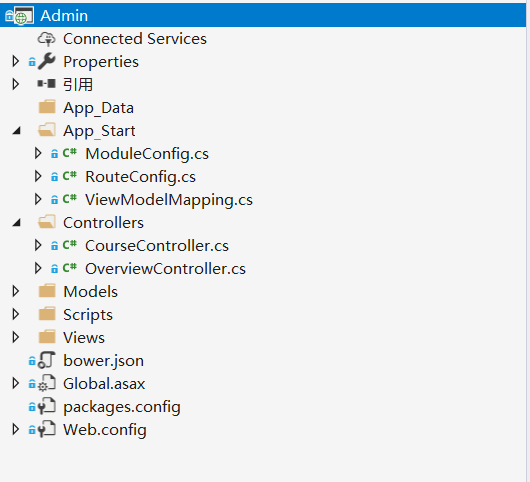 Admin
Connected Services
Properties
引用
App_Data
App_Start
C# ModuleConfig.cs
C# RouteConfig.cs
C# ViewModelMapping.cs
Controllers
C# CourseController.cs
C# OverviewController.cs
Models
Scripts
Views
bower.json
Global.asax
packages.config
Web.config